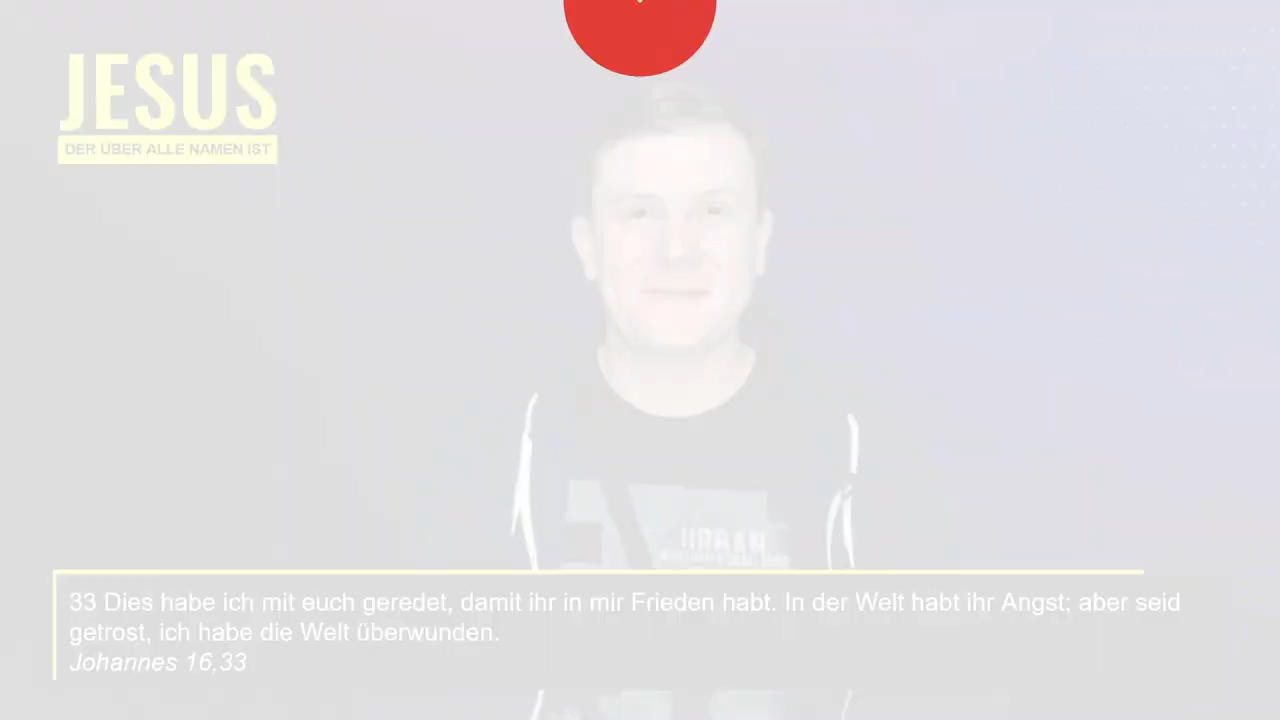 JESUS
DER ÜBER ALLE NAMEN IST
URBAN
33 Dies habe ich mit euch geredet, damit ihr in mir Frieden habt. In der Welt habt ihr Angst; aber seid
getrost, ich habe die Welt überwunden.
Johannes 16,33